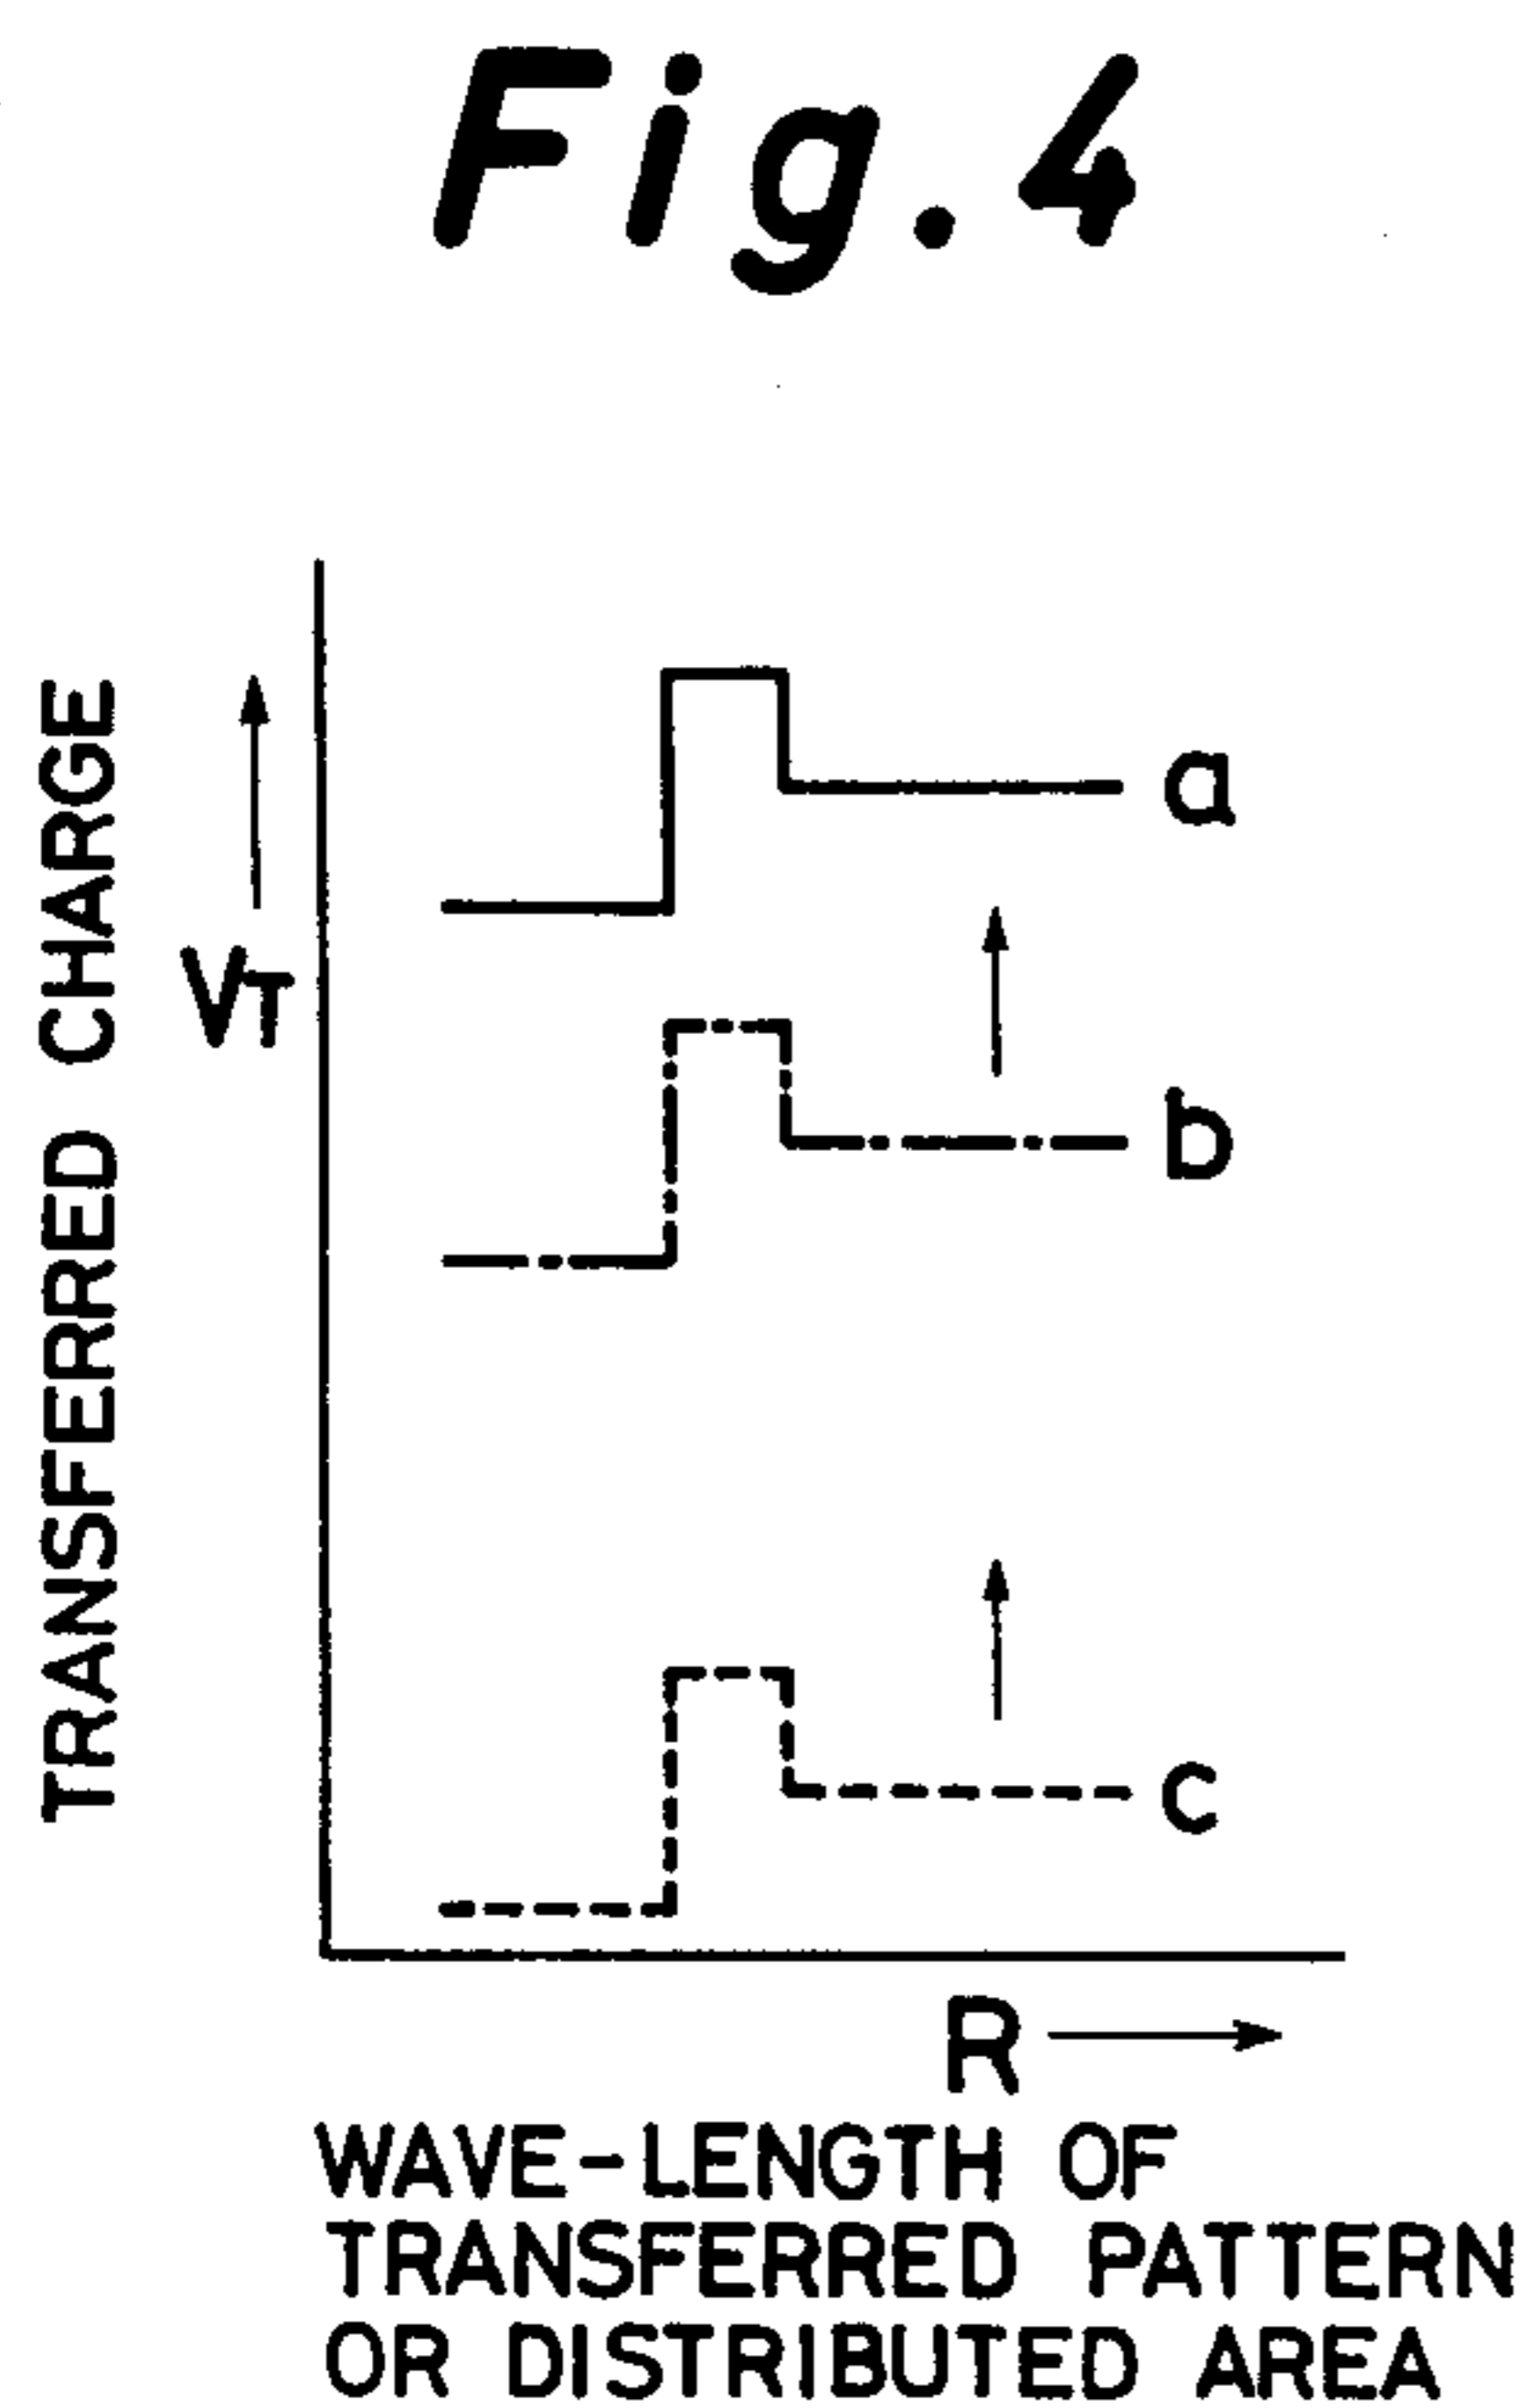 Fig.4
TRANSFERRED CHARGE
VT
a
b
c
R
WAVE-LENGTH OF
TRANSFERRED PATTERN
OR DISTRIBUTED AREA